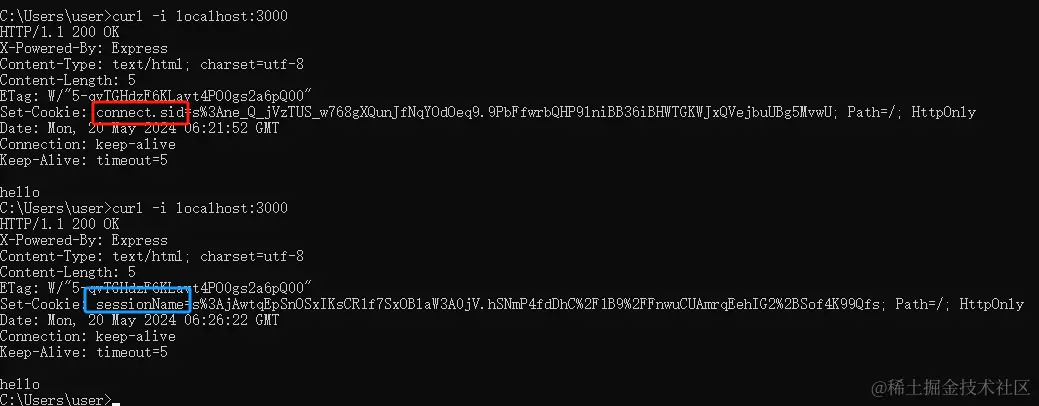 C:\Users\user>curl -i localhost:3000
HTTP/1.1 200 OK
X-Powered-By: Express
Content-Type: text/html; charset=utf-8
Content-Length: 5
ETag: W/"5-qvTGHdzF6KLavt4PO0gs2a6pQ00"
Set-Cookie: connect.sid=s%3Ane_Q_jVzTUS_w768gXQunJfNqYOdOeq9.9PbFfwrbQHP91niBB36iBHWTGKWJxQVejbuUBg5MvwU; Path=/; HttpOnly
Date: Mon, 20 May 2024 06:21:52 GMT
Connection: keep-alive
Keep-Alive: timeout=5
hello
C:\Users\user>curl -i localhost:3000
HTTP/1.1 200 OK
X-Powered-By: Express
Content-Type: text/html; charset=utf-8
Content-Length: 5
ETag: W/"5-qvTGHdzF6KLavt4PO0gs2a6pQ00"
Set-Cookie: sessionName=s%3AjAwtqEpSnOSxIKsCR1f7SxOB1aW3A0jV.hSNmP4fdDhC%2F1B9%2FFnwuCUAmrqEehIG2%2BSof4K99Qfs; Path=/; HttpOnly
Date: Mon, 20 May 2024 06:26:22 GMT
Connection: keep-alive
Keep-Alive: timeout=5
hello
C:\Users\user>
@稀土掘金技术社区